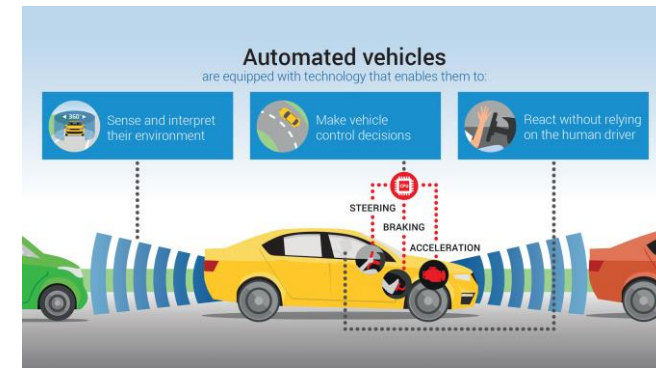 Automated vehicles
are equipped with technology that enables them to:
360°
Sense and interpret
their environment
Make vehicle
control decisions
React without relying
on the human driver
CPU
STEERING
BRAKING
ACCELERATION